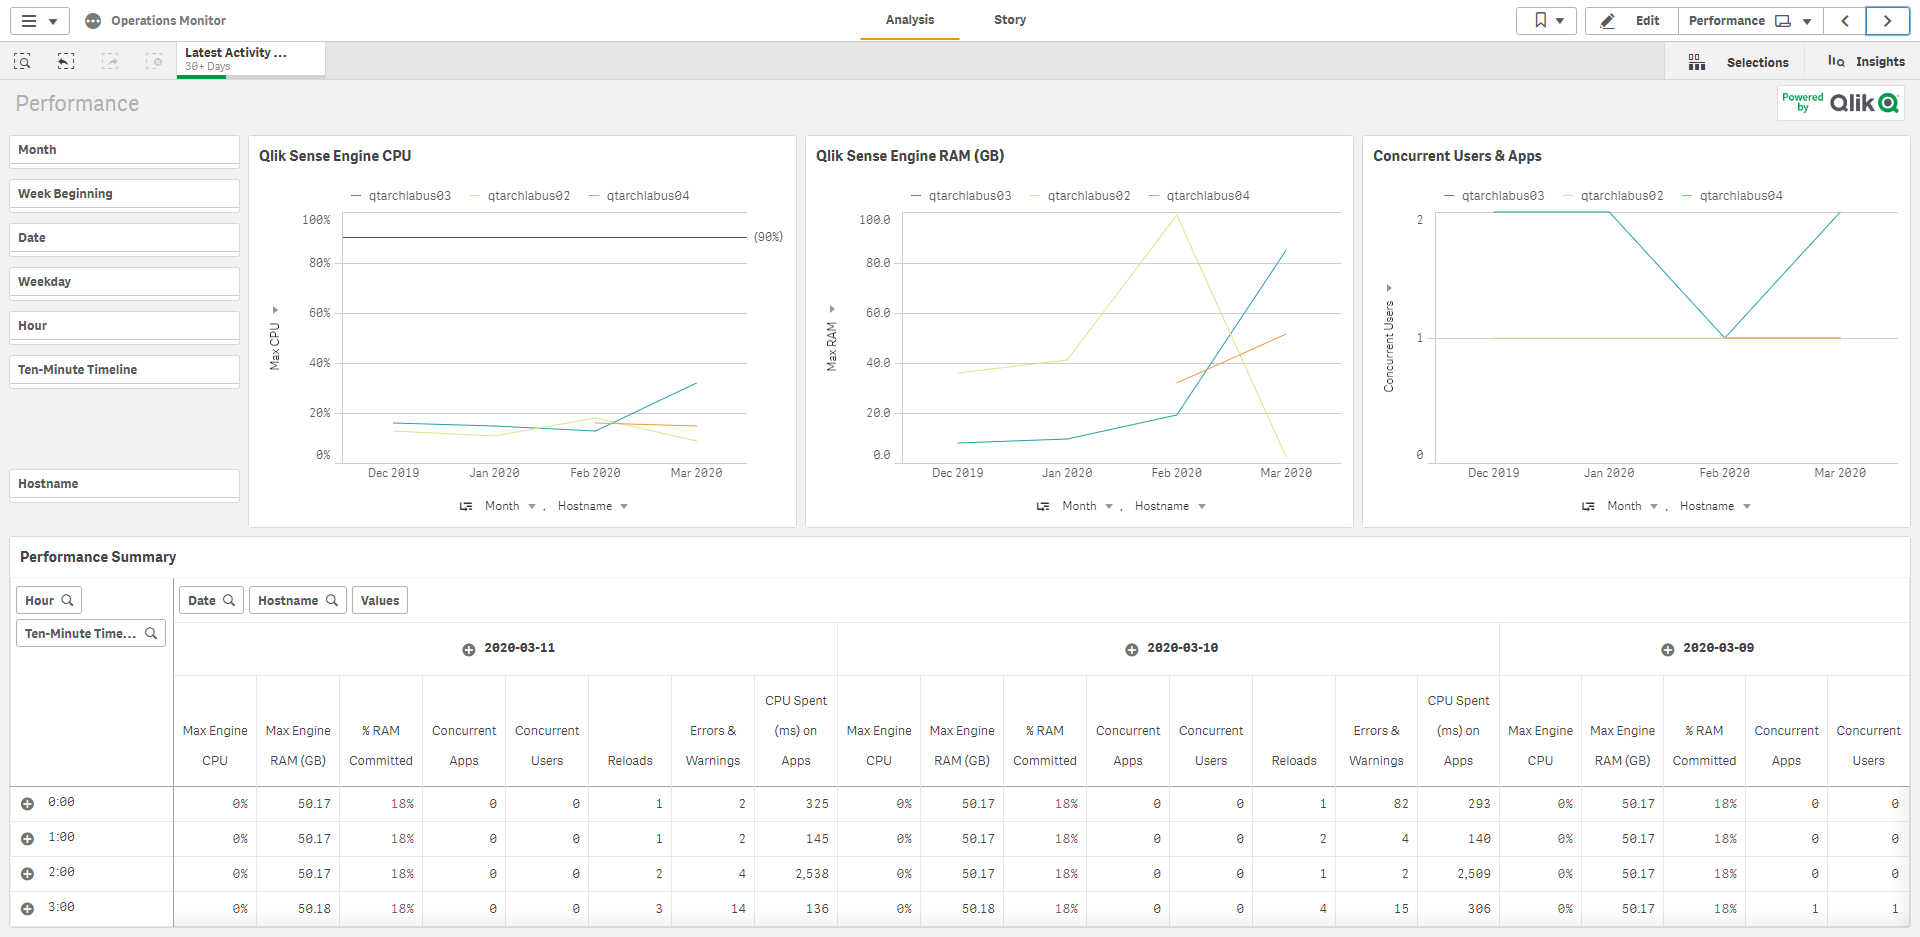 Operations Monitor
Analysis
Story
Edit
Performance
Latest Activity ...
30+ Days
Selections
Insights
Performance
Powered by Qlik
Month
Week Beginning
Date
Weekday
Hour
Ten-Minute Timeline
Hostname
Qlik Sense Engine CPU
qtarchlabus03 qtarchlabus02 qtarchlabus04
100%
(90%)
80%
60%
40%
20%
0%
Max CPU
Dec 2019 Jan 2020 Feb 2020 Mar 2020
Month , Hostname
Qlik Sense Engine RAM (GB)
qtarchlabus03 qtarchlabus02 qtarchlabus04
100.0
80.0
60.0
40.0
20.0
0.0
Max RAM
Dec 2019 Jan 2020 Feb 2020 Mar 2020
Month , Hostname
Concurrent Users & Apps
qtarchlabus03 qtarchlabus02 qtarchlabus04
2
1
0
Concurrent Users
Dec 2019 Jan 2020 Feb 2020 Mar 2020
Month , Hostname
Performance Summary
Hour
Ten-Minute Time...
Date Hostname Values
2020-03-11 2020-03-10 2020-03-09
CPU Spent CPU Spent
Max Engine Max Engine % RAM Concurrent Concurrent Errors & (ms) on Max Engine Max Engine % RAM Concurrent Concurrent Errors & (ms) on Max Engine Max Engine % RAM Concurrent Concurrent
CPU RAM (GB) Committed Apps Users Reloads Warnings Apps CPU RAM (GB) Committed Apps Users Reloads Warnings Apps CPU RAM (GB) Committed Apps Users
0:00 0% 50.17 18% 0 0 1 2 325 0% 50.17 18% 0 0 1 82 293 0% 50.17 18% 0 0
1:00 0% 50.17 18% 0 0 1 2 145 0% 50.17 18% 0 0 2 4 140 0% 50.17 18% 0 0
2:00 0% 50.17 18% 0 0 2 4 2,538 0% 50.17 18% 0 0 1 2 2,509 0% 50.17 18% 0 0
3:00 0% 50.18 18% 0 0 3 14 136 0% 50.18 18% 0 0 4 15 306 0% 50.17 18% 1 1